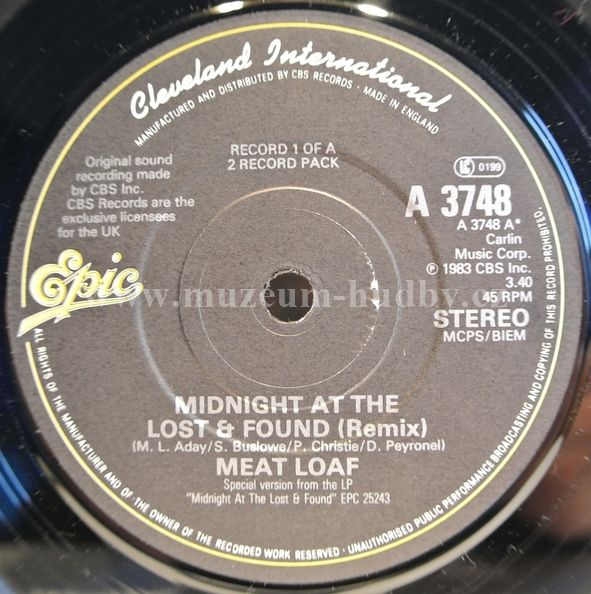 Cleveland International
MANUFACTURED AND DISTRIBUTED BY CBS RECORDS · MADE IN ENGLAND
RECORD 1 OF A
2 RECORD PACK
Original sound
recording made
by CBS Inc.
CBS Records are the
exclusive licensees
for the UK
0199
A 3748
A 3748 A*
Carlin
Music Corp.
℗ 1983 CBS Inc.
3.40
45 RPM
STEREO
MCPS/BIEM
Epic
www.muzeum-hudby.cz
MIDNIGHT AT THE
LOST & FOUND (Remix)
(M. L. Aday/S. Buslowe/P. Christie/D. Peyronel)
MEAT LOAF
Special version from the LP
"Midnight At The Lost & Found" EPC 25243
ALL RIGHTS OF THE MANUFACTURER AND OF THE OWNER OF THE RECORDED WORK RESERVED · UNAUTHORISED PUBLIC PERFORMANCE BROADCASTING AND COPYING OF THIS RECORD PROHIBITED.